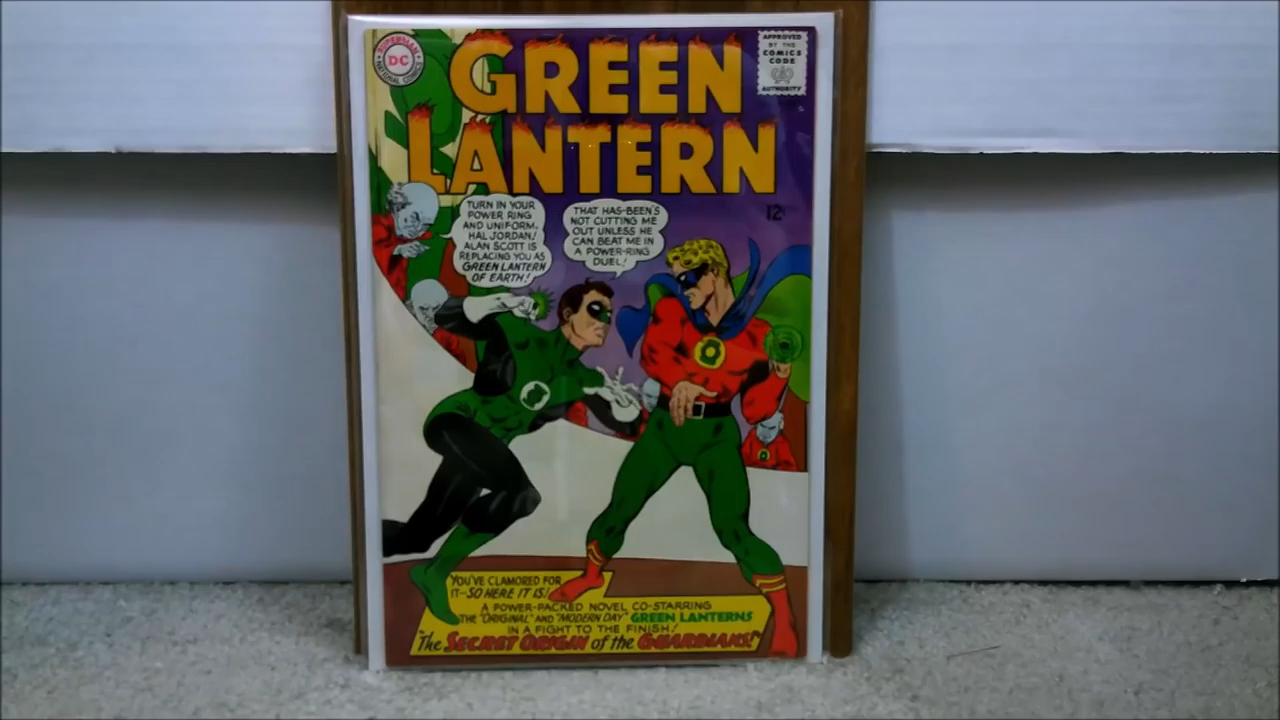 SUPERMAN
DC
NATIONAL COMICS
GREEN
LANTERN
APPROVED
BY THE
COMICS
CODE
AUTHORITY
12¢
TURN IN YOUR
POWER RING
AND UNIFORM,
HAL JORDAN!
ALAN SCOTT IS
REPLACING YOU AS
GREEN LANTERN
OF EARTH!
THAT HAS-BEEN'S
NOT CUTTING ME
OUT UNLESS HE
CAN BEAT ME IN
A POWER-RING
DUEL!
YOU'VE CLAMORED FOR
IT—SO HERE IT IS!
A POWER-PACKED NOVEL CO-STARRING
THE "ORIGINAL" AND "MODERN DAY" GREEN LANTERNS
IN A FIGHT TO THE FINISH!
"The SECRET ORIGIN of the GUARDIANS!"